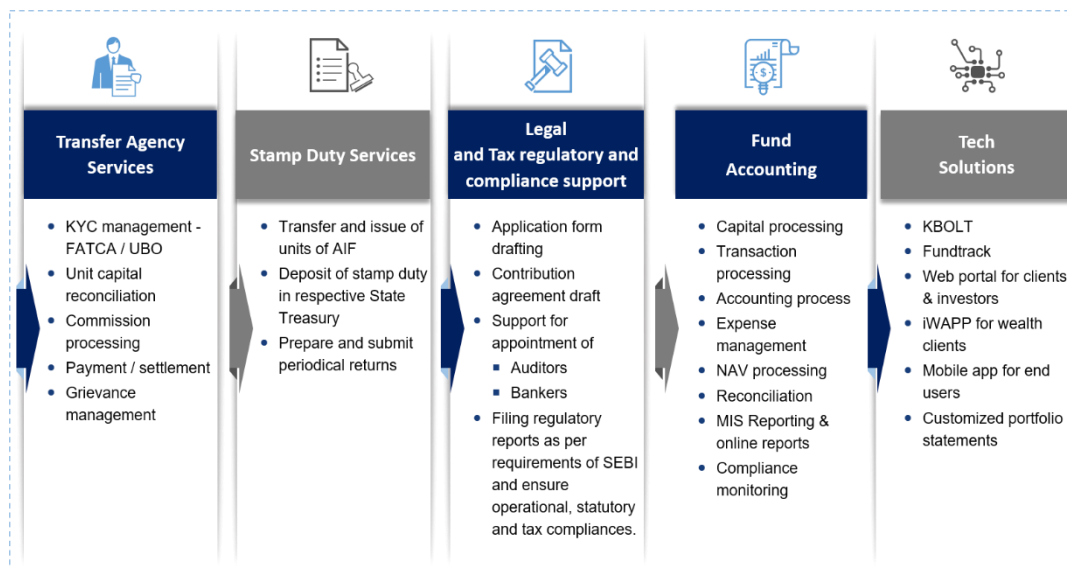 Transfer Agency
Services
KYC management -
FATCA / UBO
Unit capital
reconciliation
Commission
processing
Payment / settlement
Grievance
management
Stamp Duty Services
Transfer and issue of
units of AIF
Deposit of stamp duty
in respective State
Treasury
Prepare and submit
periodical returns
Legal
and Tax regulatory and
compliance support
Application form
drafting
Contribution
agreement draft
Support for
appointment of
Auditors
Bankers
Filing regulatory
reports as per
requirements of SEBI
and ensure
operational, statutory
and tax compliances.
Fund
Accounting
Capital processing
Transaction
processing
Accounting process
Expense
management
NAV processing
Reconciliation
MIS Reporting &
online reports
Compliance
monitoring
Tech
Solutions
KBOLT
Fundtrack
Web portal for clients
& investors
iWAPP for wealth
clients
Mobile app for end
users
Customized portfolio
statements